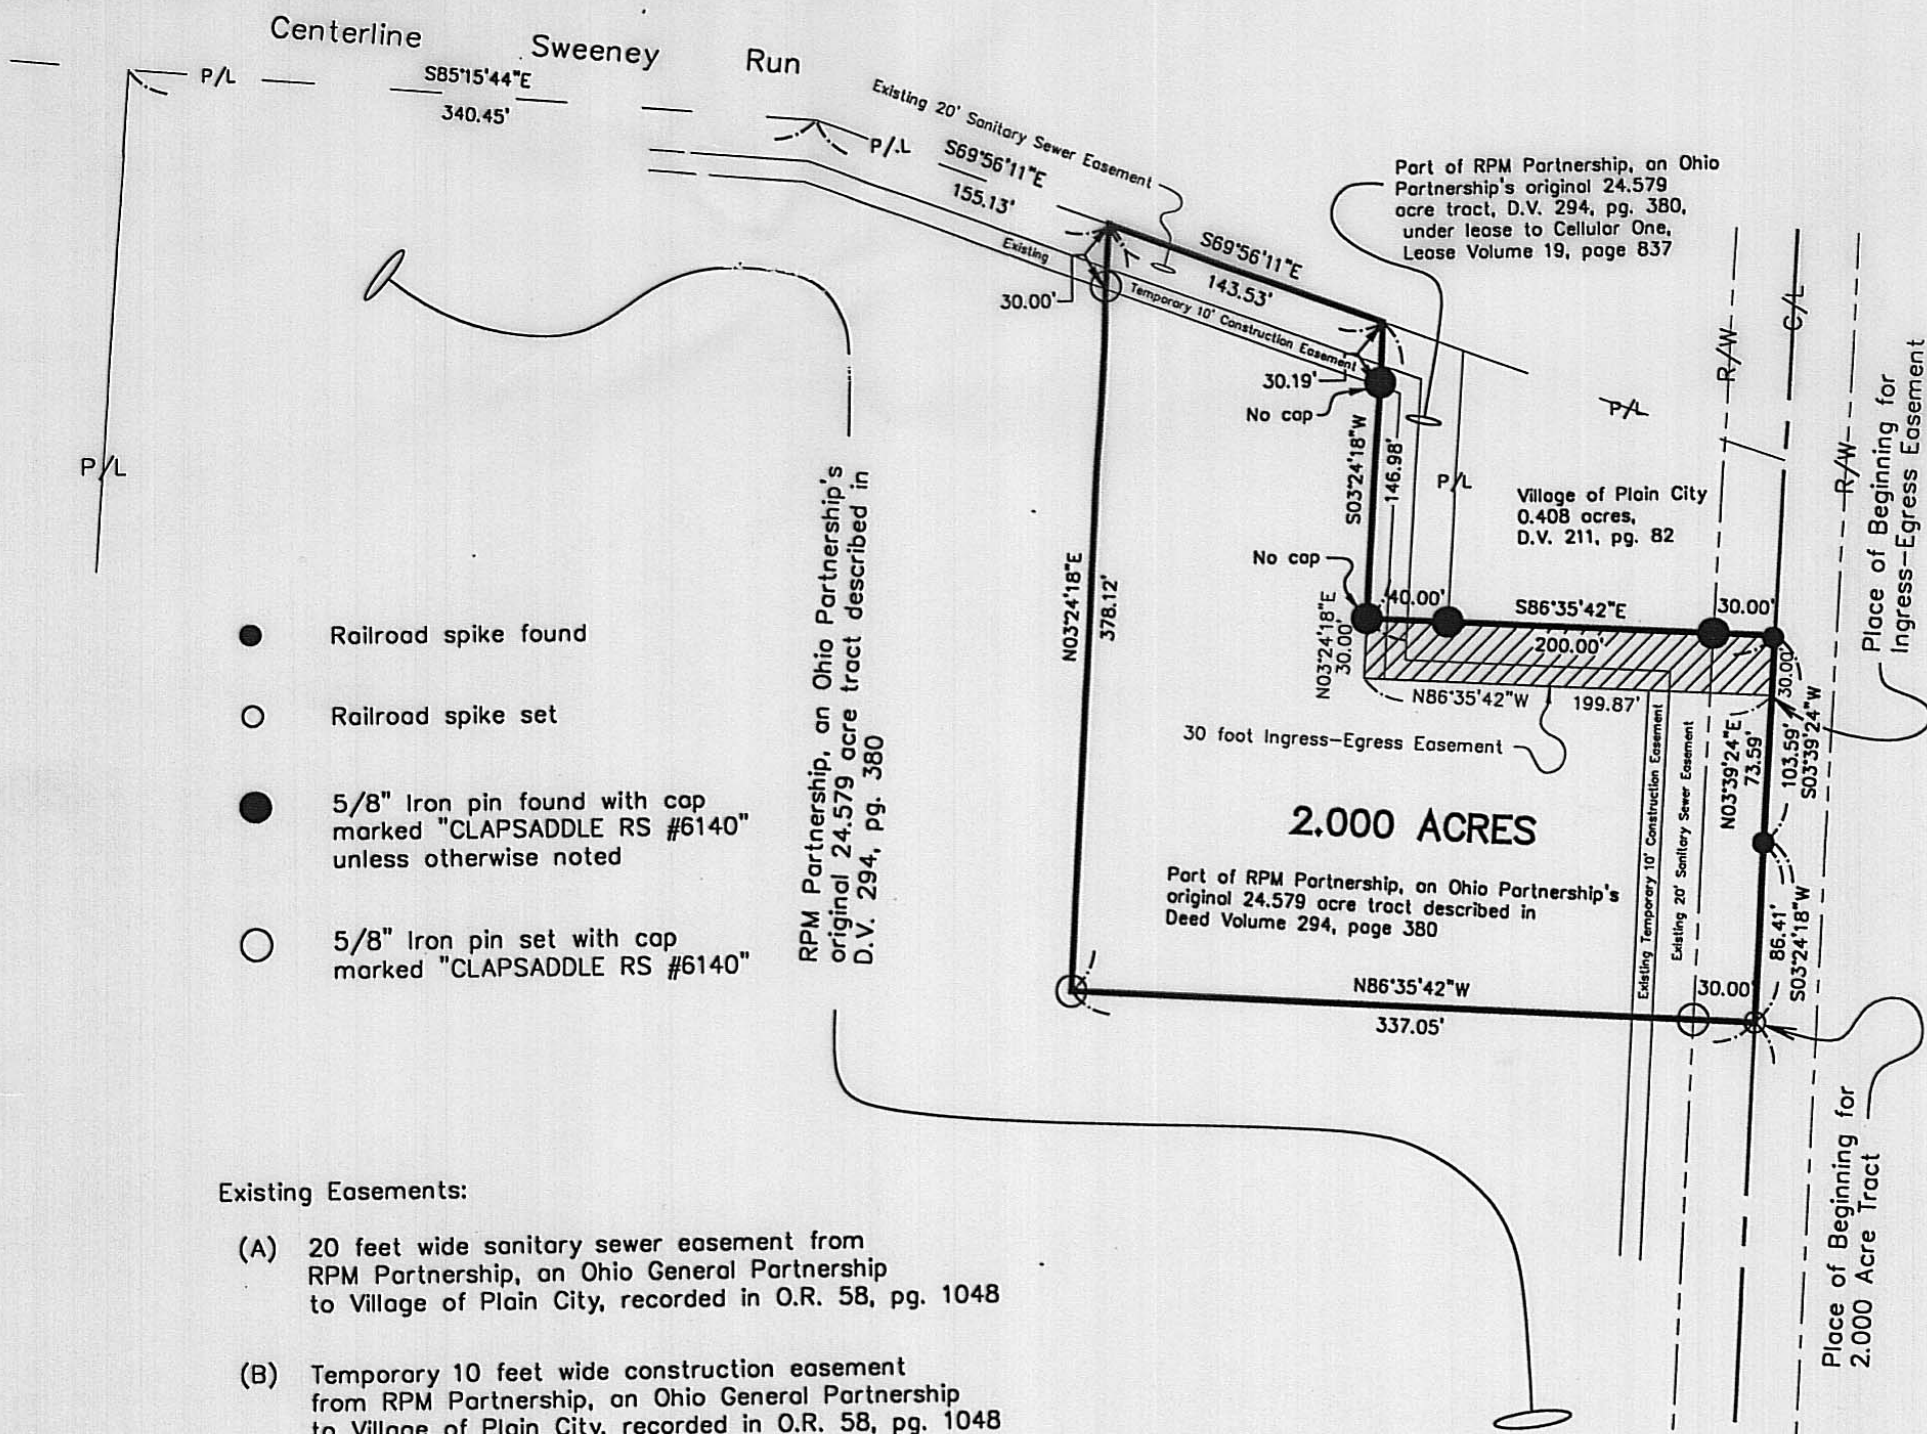 Centerline Sweeney Run
P/L
S85°15'44"E
340.45'
P/L
S69°56'11"E
155.13'
Existing 20' Sanitary Sewer Easement
S69°56'11"E
143.53'
Existing
Temporary 10' Construction Easement
30.00'
30.19'
No cap
Part of RPM Partnership, an Ohio
Partnership's original 24.579
acre tract, D.V. 294, pg. 380,
under lease to Cellular One,
Lease Volume 19, page 837
R/W
C/L
R/W
P/L
P/L
P/L
S03°24'18"W
146.98'
Village of Plain City
0.408 acres,
D.V. 211, pg. 82
Place of Beginning for
Ingress-Egress Easement
No cap
40.00'
S86°35'42"E
200.00'
30.00'
N03°24'18"E
30.00'
N86°35'42"W
199.87'
30.00'
30 foot Ingress-Egress Easement
N03°24'18"E
378.12'
N03°39'24"E
73.59'
103.59'
S03°39'24"W
Railroad spike found
Railroad spike set
5/8" Iron pin found with cap
marked "CLAPSADDLE RS #6140"
unless otherwise noted
5/8" Iron pin set with cap
marked "CLAPSADDLE RS #6140"
RPM Partnership, an Ohio Partnership's
original 24.579 acre tract described in
D.V. 294, pg. 380
2.000 ACRES
Part of RPM Partnership, an Ohio Partnership's
original 24.579 acre tract described in
Deed Volume 294, page 380
Existing Temporary 10' Construction Easement
Existing 20' Sanitary Sewer Easement
86.41'
S03°24'18"W
N86°35'42"W
337.05'
30.00'
Place of Beginning for
2.000 Acre Tract
Existing Easements:
(A) 20 feet wide sanitary sewer easement from
RPM Partnership, an Ohio General Partnership
to Village of Plain City, recorded in O.R. 58, pg. 1048
(B) Temporary 10 feet wide construction easement
from RPM Partnership, an Ohio General Partnership
to Village of Plain City, recorded in O.R. 58, pg. 1048